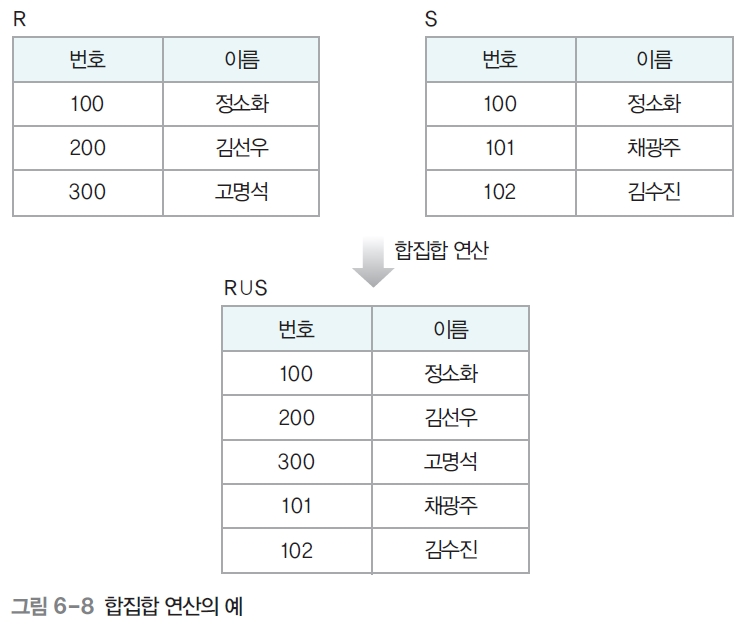 R
번호 이름
100 정소화
200 김선우
300 고명석
S
번호 이름
100 정소화
101 채광주
102 김수진
합집합 연산
R∪S
번호 이름
100 정소화
200 김선우
300 고명석
101 채광주
102 김수진
그림 6-8 합집합 연산의 예